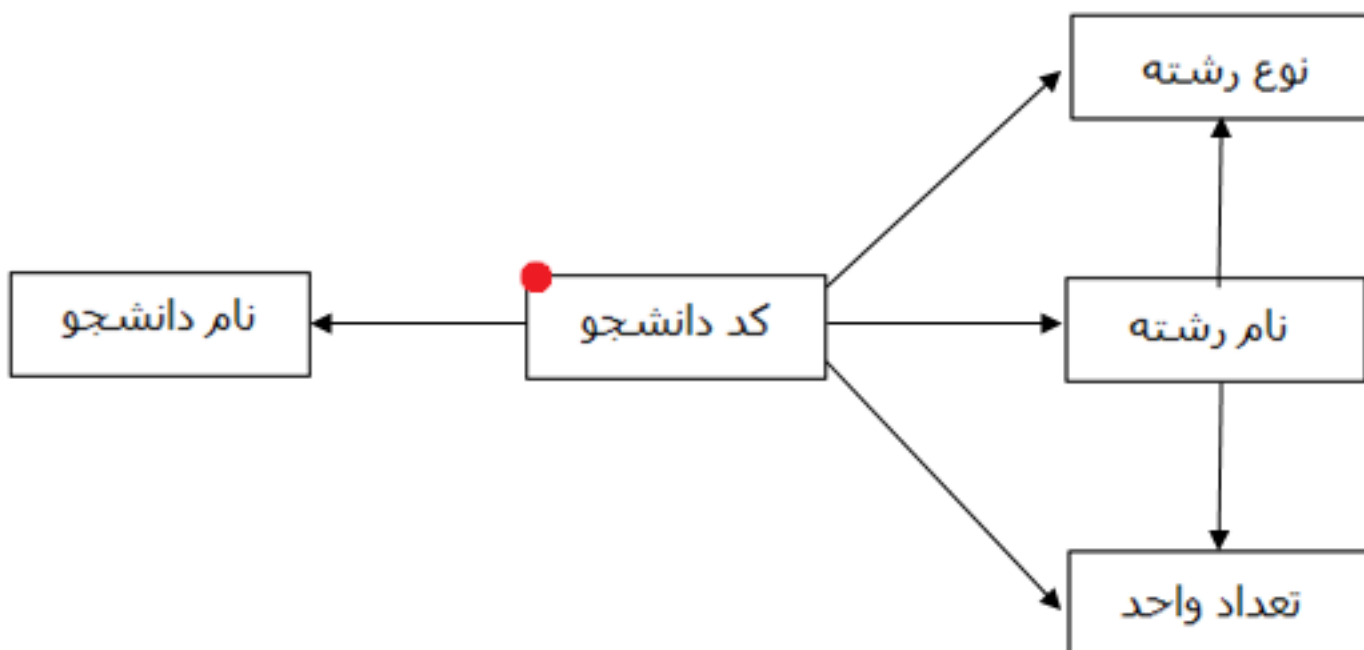 نوع رشته
نام دانشجو
کد دانشجو
نام رشته
تعداد واحد